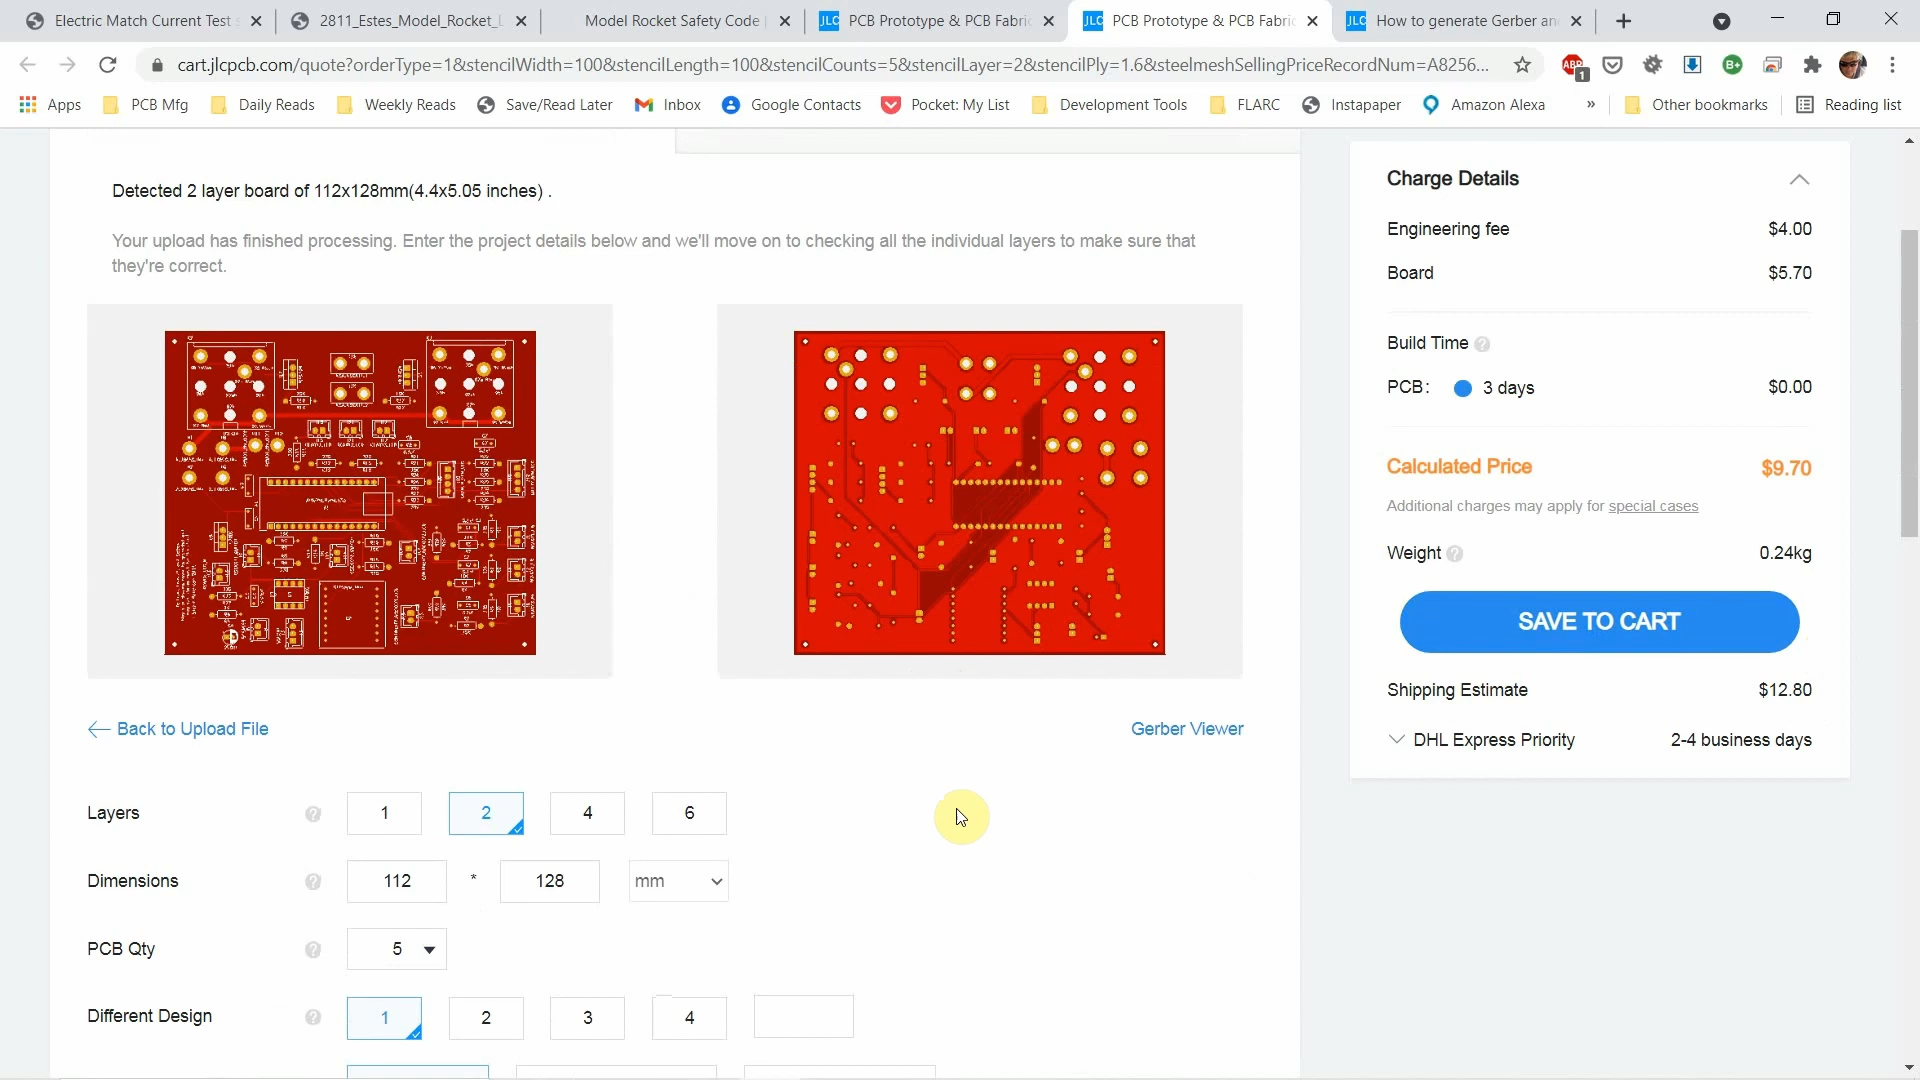 Electric Match Current Test s
2811_Estes_Model_Rocket_L
Model Rocket Safety Code
JLC PCB Prototype & PCB Fabric
JLC PCB Prototype & PCB Fabric
JLC How to generate Gerber an
cart.jlcpcb.com/quote?orderType=1&stencilWidth=100&stencilLength=100&stencilCounts=5&stencilLayer=2&stencilPly=1.6&steelmeshSellingPriceRecordNum=A8256...
ABP 1
B+
Apps
PCB Mfg
Daily Reads
Weekly Reads
Save/Read Later
Inbox
Google Contacts
Pocket: My List
Development Tools
FLARC
Instapaper
Amazon Alexa
»
Other bookmarks
Reading list
Detected 2 layer board of 112x128mm(4.4x5.05 inches) .
Your upload has finished processing. Enter the project details below and we'll move on to checking all the individual layers to make sure that
they're correct.
Back to Upload File
Gerber Viewer
Layers ? 1 2 4 6
Dimensions ? 112 * 128 mm
PCB Qty ? 5
Different Design ? 1 2 3 4
Charge Details
Engineering fee $4.00
Board $5.70
Build Time ?
PCB: 3 days $0.00
Calculated Price $9.70
Additional charges may apply for special cases
Weight ? 0.24kg
SAVE TO CART
Shipping Estimate $12.80
DHL Express Priority 2-4 business days